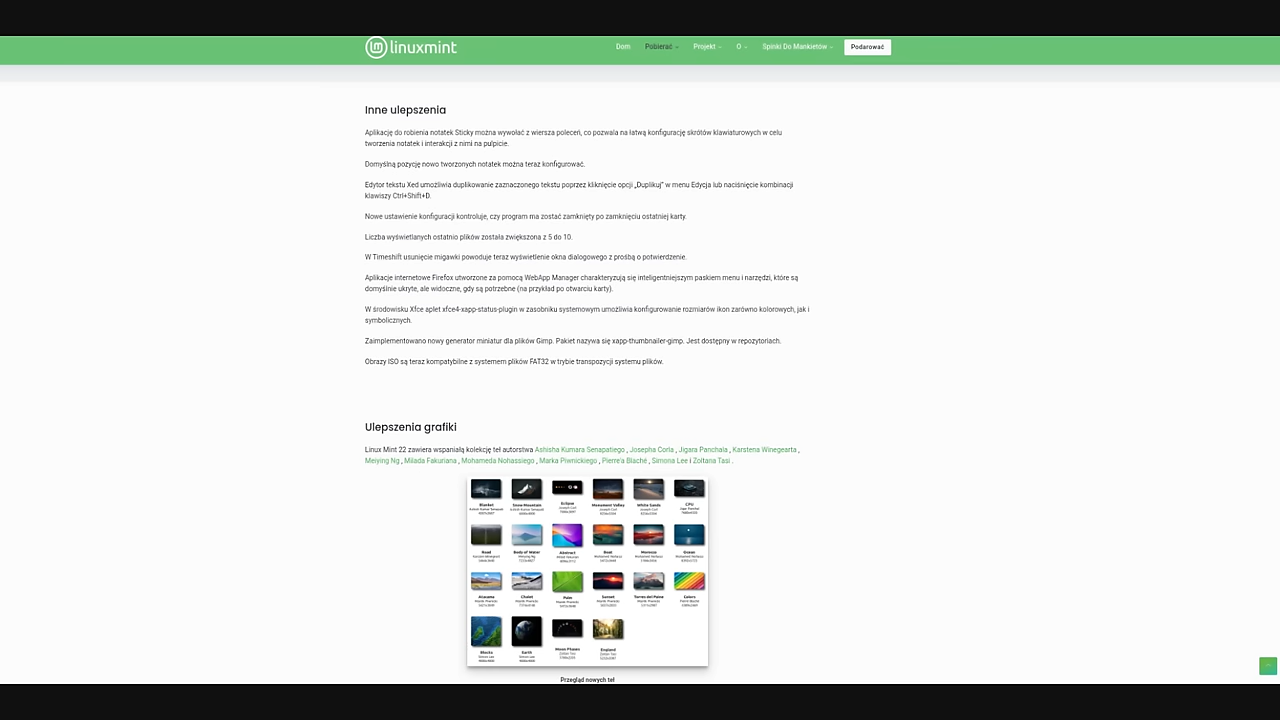 linuxmint
Dom Pobierać Projekt O Spinki Do Mankietów Podarować
Inne ulepszenia
Aplikację do robienia notatek Sticky można wywołać z wiersza poleceń, co pozwala na łatwą konfigurację skrótów klawiaturowych w celu
tworzenia notatek i interakcji z nimi na pulpicie.
Domyślną pozycję nowo tworzonych notatek można teraz konfigurować.
Edytor tekstu Xed umożliwia duplikowanie zaznaczonego tekstu poprzez kliknięcie opcji „Duplikuj” w menu Edycja lub naciśnięcie kombinacji
klawiszy Ctrl+Shift+D.
Nowe ustawienie konfiguracji kontroluje, czy program ma zostać zamknięty po zamknięciu ostatniej karty.
Liczba wyświetlanych ostatnio plików została zwiększona z 5 do 10.
W Timeshift usunięcie migawki powoduje teraz wyświetlenie okna dialogowego z prośbą o potwierdzenie.
Aplikacje internetowe Firefox utworzone za pomocą WebApp Manager charakteryzują się inteligentniejszym paskiem menu i narzędzi, które są
domyślnie ukryte, ale widoczne, gdy są potrzebne (na przykład po otwarciu karty).
W środowisku Xfce aplet xfce4-xapp-status-plugin w zasobniku systemowym umożliwia konfigurowanie rozmiarów ikon zarówno kolorowych, jak i
symbolicznych.
Zaimplementowano nowy generator miniatur dla plików Gimp. Pakiet nazywa się xapp-thumbnailer-gimp. Jest dostępny w repozytoriach.
Obrazy ISO są teraz kompatybilne z systemem plików FAT32 w trybie transpozycji systemu plików.
Ulepszenia grafiki
Linux Mint 22 zawiera wspaniałą kolekcję teł autorstwa Ashisha Kumara Senapatiego , Josepha Corla , Jigara Panchala , Karstena Winegearta ,
Meiying Ng , Milada Fakuriana , Mohameda Nohassiego , Marka Piwnickiego , Pierre'a Blaché , Simona Lee i Zoltana Tasi .
Blanket Snow Mountain Eclipse Monument Valley White Sands CPU
Road Body of Water Abstract Boat Morocco Ocean
Atacama Chalet Palm Sunset Torres del Paine Colors
Blocks Earth Moon Phases England
Przegląd nowych teł